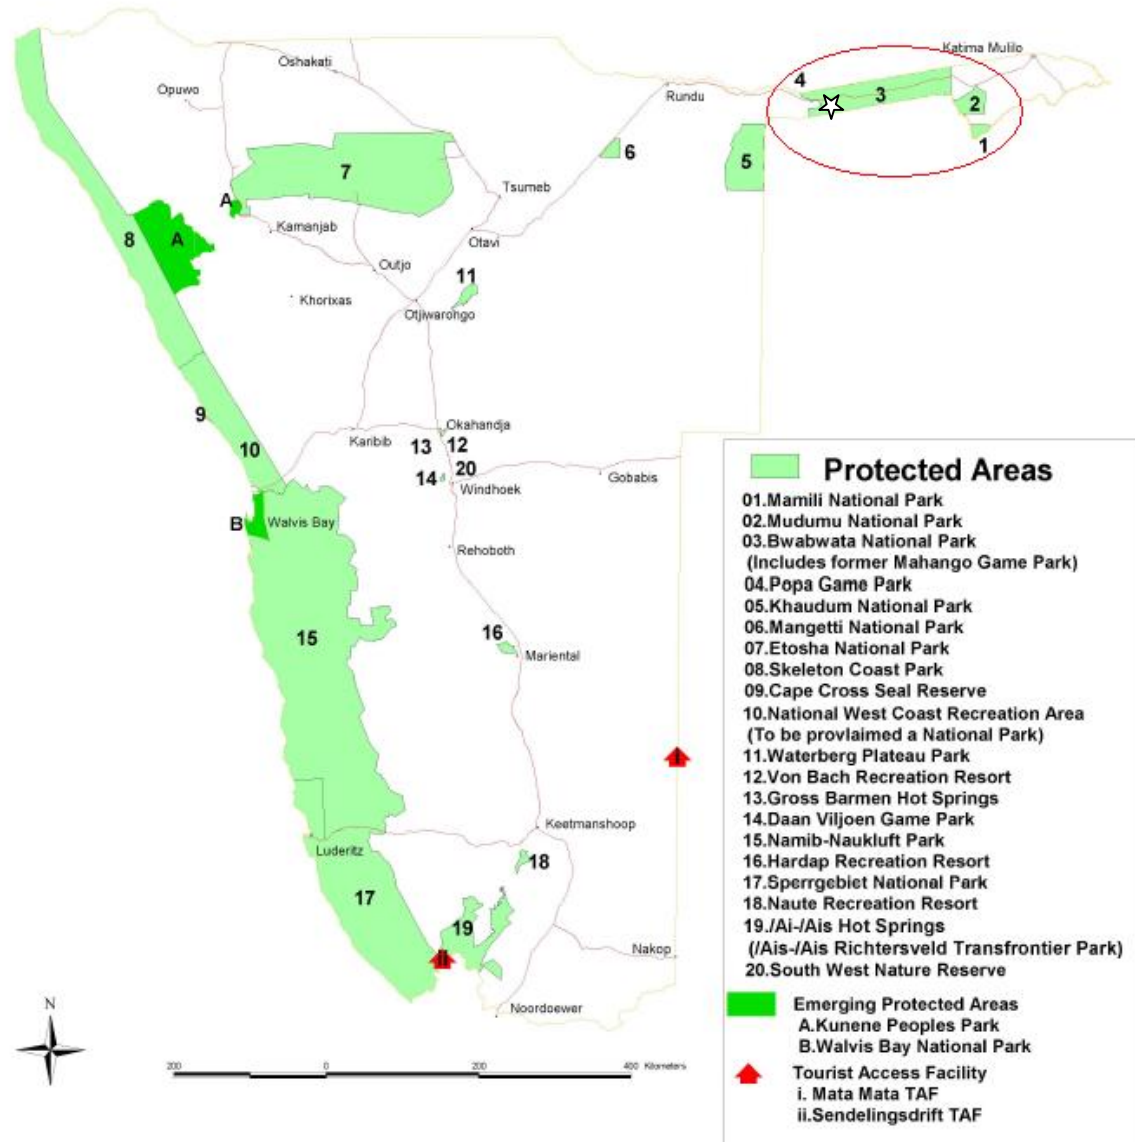 Katima Mulilo
Oshakati
4
Opuwo
Rundu
3
2
1
6
5
7
Tsumeb
A
Kamanjab
8
A
Otavi
Outjo
11
Khorixas
Otjiwarongo
9
Okahandja
Karibib
13
12
10
20
14
Gobabis
Windhoek
B
Walvis Bay
Rehoboth
15
16
Mariental
i
Keetmanshoop
Luderitz
18
17
19
Nakop
ii
Noordoewer
N
200
0
200
400
Kilometers
Protected Areas
01.Mamili National Park
02.Mudumu National Park
03.Bwabwata National Park
(Includes former Mahango Game Park)
04.Popa Game Park
05.Khaudum National Park
06.Mangetti National Park
07.Etosha National Park
08.Skeleton Coast Park
09.Cape Cross Seal Reserve
10.National West Coast Recreation Area
(To be provlaimed a National Park)
11.Waterberg Plateau Park
12.Von Bach Recreation Resort
13.Gross Barmen Hot Springs
14.Daan Viljoen Game Park
15.Namib-Naukluft Park
16.Hardap Recreation Resort
17.Sperrgebiet National Park
18.Naute Recreation Resort
19./Ai-/Ais Hot Springs
(/Ais-/Ais Richtersveld Transfrontier Park)
20.South West Nature Reserve
Emerging Protected Areas
A.Kunene Peoples Park
B.Walvis Bay National Park
Tourist Access Facility
i. Mata Mata TAF
ii.Sendelingsdrift TAF